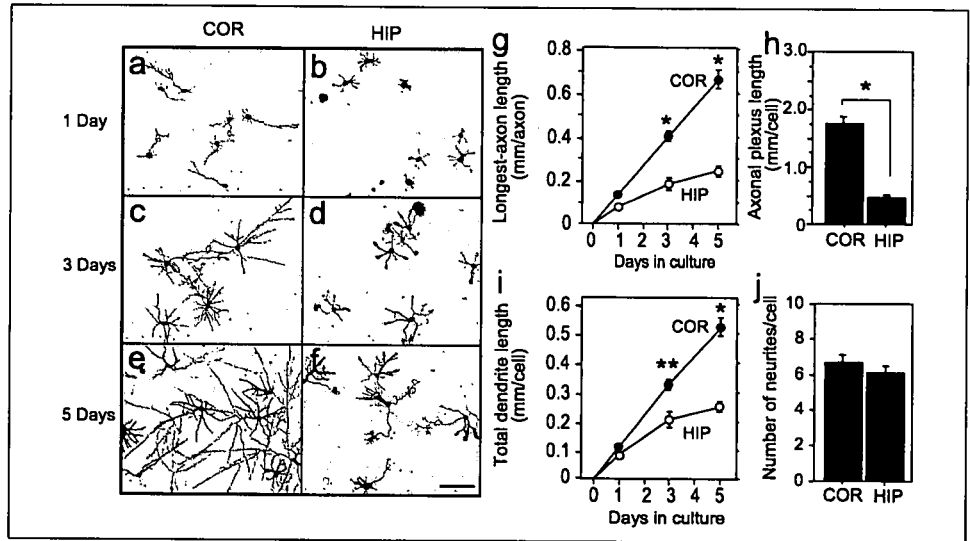 COR HIP
1 Day
3 Days
5 Days
a
b
c
d
e
f
g
Longest-axon length
(mm/axon)
0.8
0.6
0.4
0.2
0
COR
HIP
*
*
0 1 2 3 4 5
Days in culture
h
Axonal plexus length
(mm/cell)
3.0
2.0
1.0
0
*
COR HIP
i
Total dendrite length
(mm/cell)
0.6
0.5
0.4
0.3
0.2
0.1
0
COR
HIP
**
*
0 1 2 3 4 5
Days in culture
j
Number of neurites/cell
10
8
6
4
2
0
COR HIP